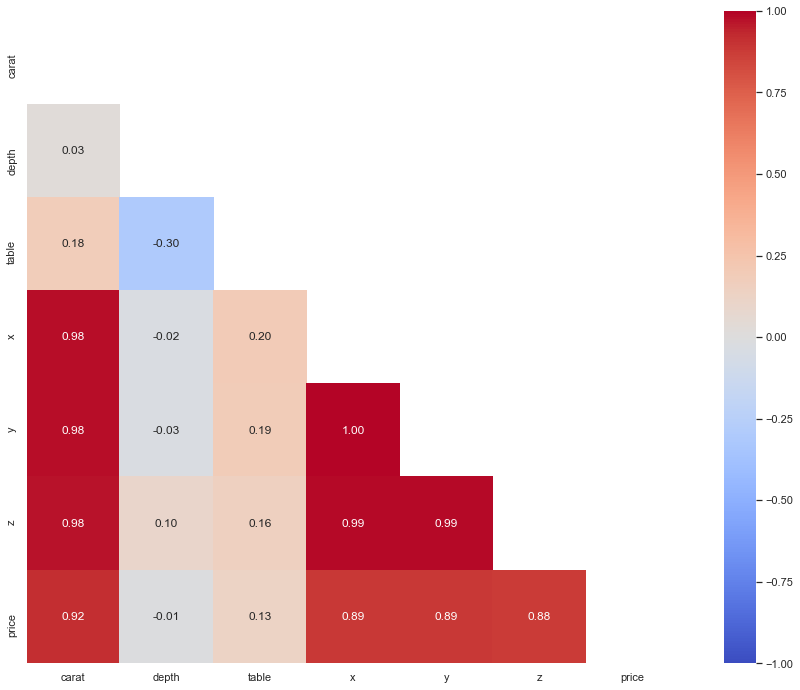 carat
depth 0.03
table 0.18 -0.30
x 0.98 -0.02 0.20
y 0.98 -0.03 0.19 1.00
z 0.98 0.10 0.16 0.99 0.99
price 0.92 -0.01 0.13 0.89 0.89 0.88
carat depth table x y z price
1.00
0.75
0.50
0.25
0.00
−0.25
−0.50
−0.75
−1.00